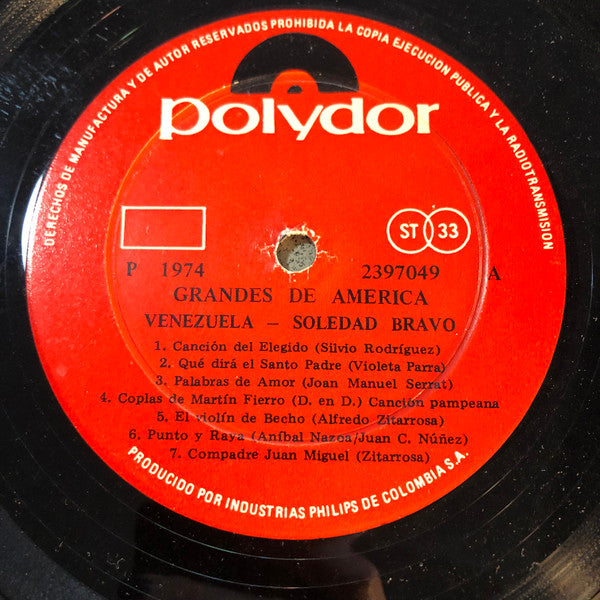 DERECHOS DE MANUFACTURA Y DE AUTOR RESERVADOS PROHIBIDA LA COPIA EJECUCION PUBLICA Y LA RADIOTRANSMISION
polydor
ST 33
P 1974 2397049 A
GRANDES DE AMERICA
VENEZUELA — SOLEDAD BRAVO
1. Canción del Elegido (Silvio Rodríguez)
2. Qué dirá el Santo Padre (Violeta Parra)
3. Palabras de Amor (Joan Manuel Serrat)
4. Coplas de Martín Fierro (D. en D.) Canción pampeana
5. El violín de Becho (Alfredo Zitarrosa)
6. Punto y Raya (Aníbal Nazoa/Juan C. Núñez)
7. Compadre Juan Miguel (Zitarrosa)
PRODUCIDO POR INDUSTRIAS PHILIPS DE COLOMBIA S.A.